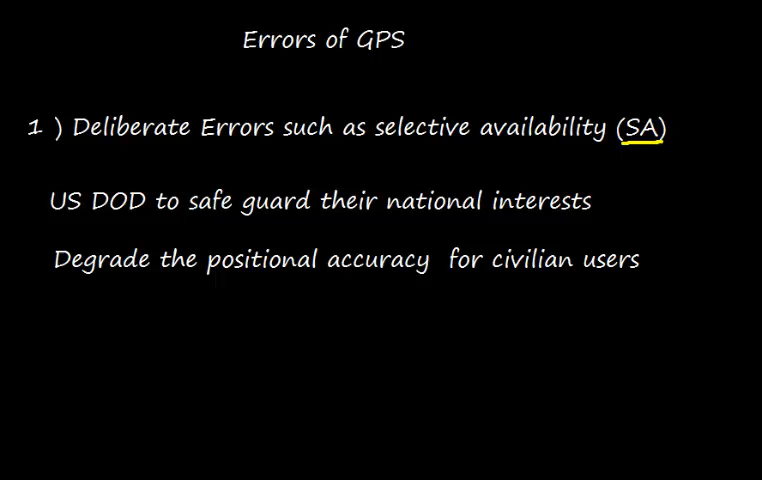 Errors of GPS
1 ) Deliberate Errors such as selective availability (SA)
US DOD to safe guard their national interests
Degrade the positional accuracy for civilian users